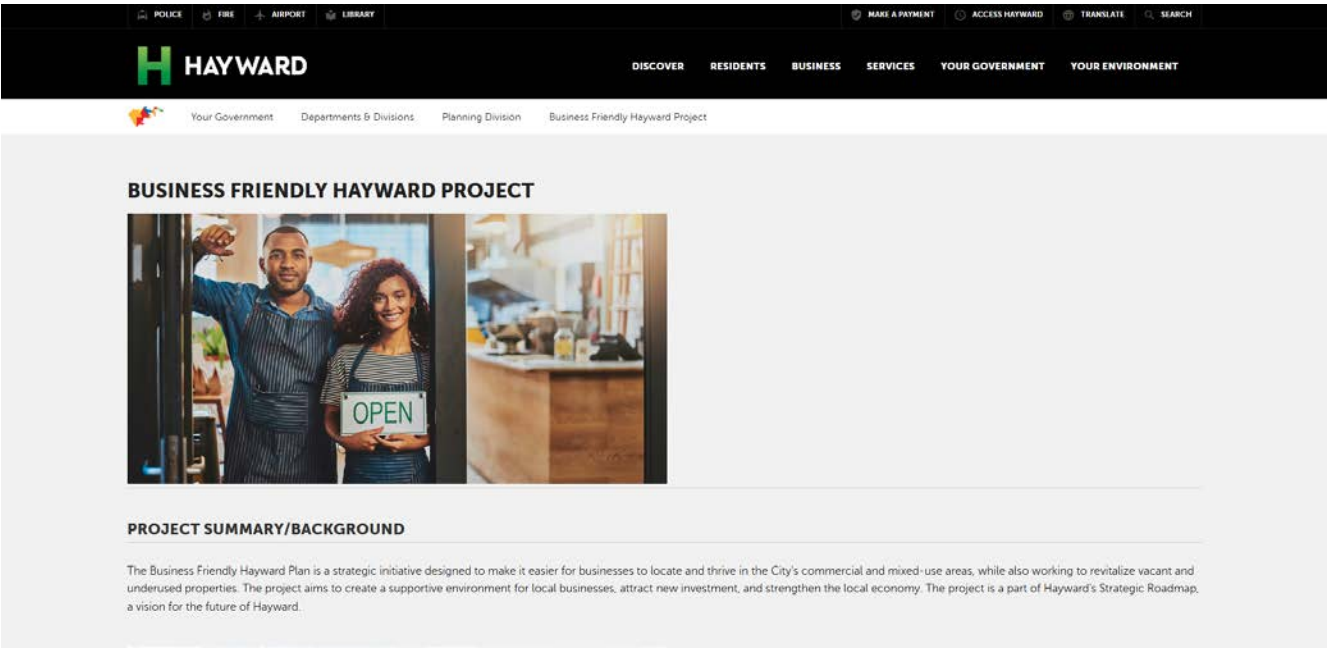 POLICE FIRE AIRPORT LIBRARY MAKE A PAYMENT ACCESS HAYWARD TRANSLATE SEARCH
H HAYWARD DISCOVER RESIDENTS BUSINESS SERVICES YOUR GOVERNMENT YOUR ENVIRONMENT
Your Government Departments & Divisions Planning Division Business Friendly Hayward Project
BUSINESS FRIENDLY HAYWARD PROJECT
OPEN
PROJECT SUMMARY/BACKGROUND
The Business Friendly Hayward Plan is a strategic initiative designed to make it easier for businesses to locate and thrive in the City's commercial and mixed-use areas, while also working to revitalize vacant and
underused properties. The project aims to create a supportive environment for local businesses, attract new investment, and strengthen the local economy. The project is a part of Hayward's Strategic Roadmap,
a vision for the future of Hayward.